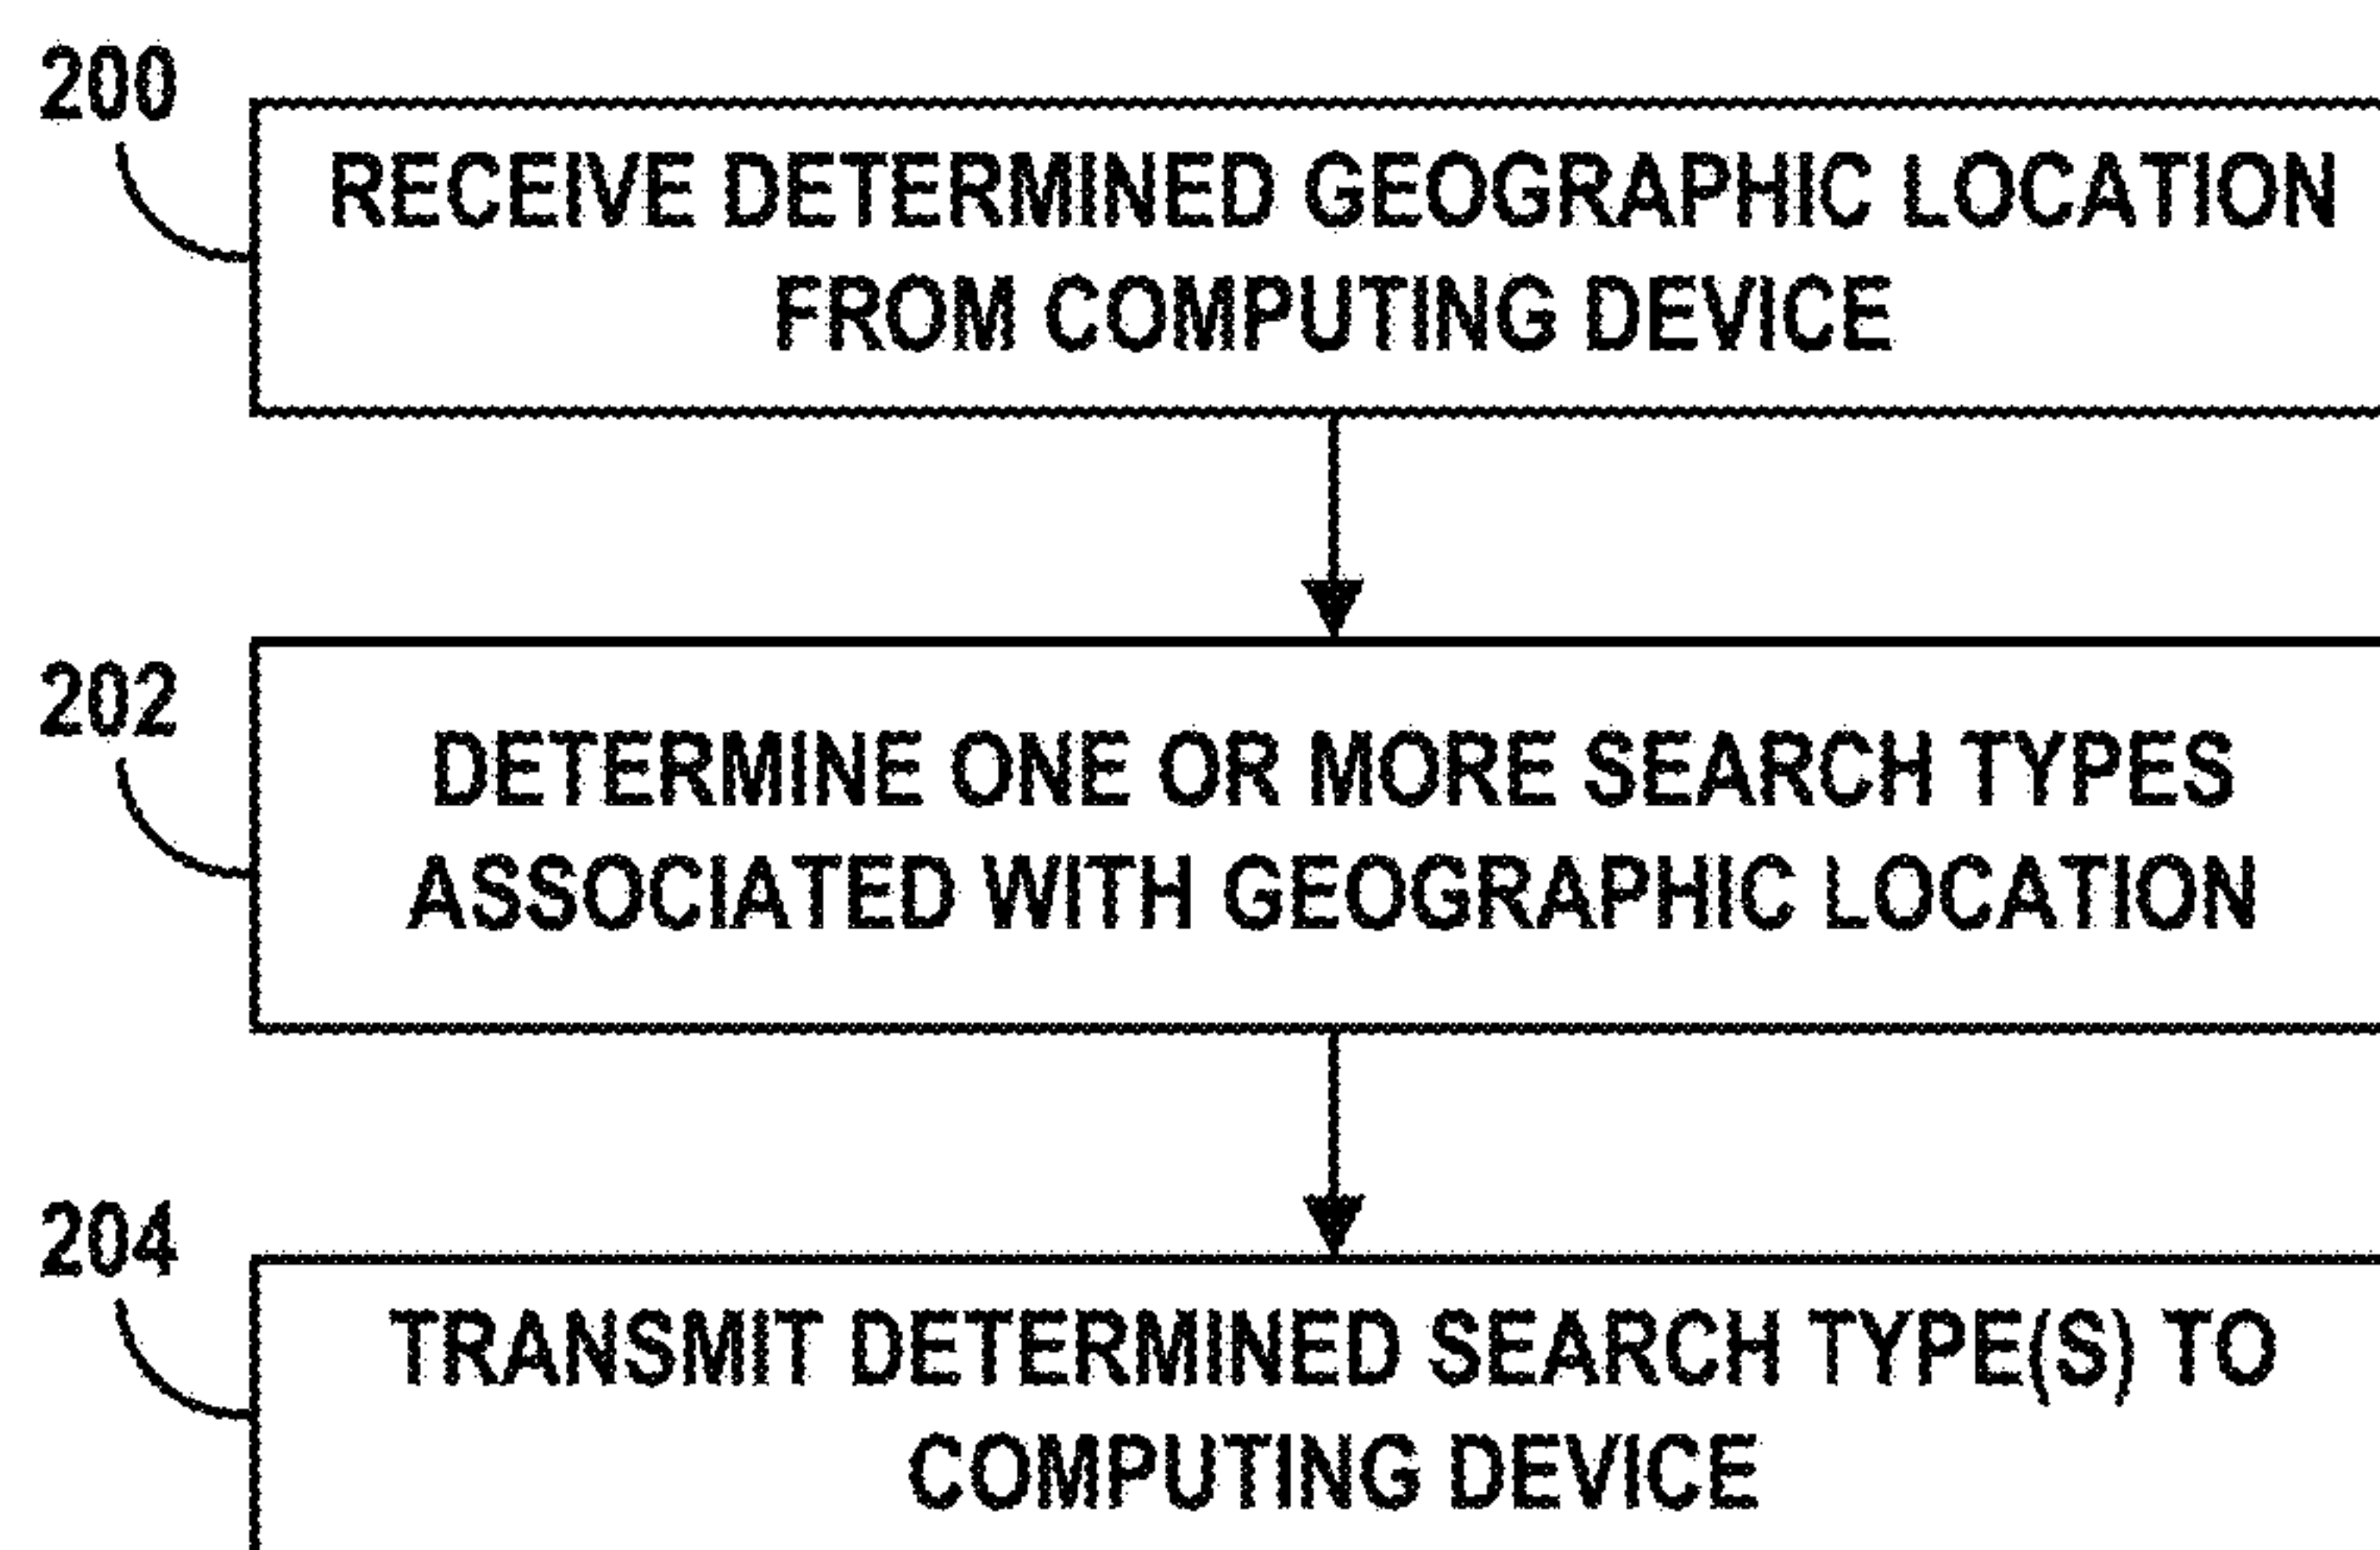 200
RECEIVE DETERMINED GEOGRAPHIC LOCATION
FROM COMPUTING DEVICE
202
DETERMINE ONE OR MORE SEARCH TYPES
ASSOCIATED WITH GEOGRAPHIC LOCATION
204
TRANSMIT DETERMINED SEARCH TYPE(S) TO
COMPUTING DEVICE